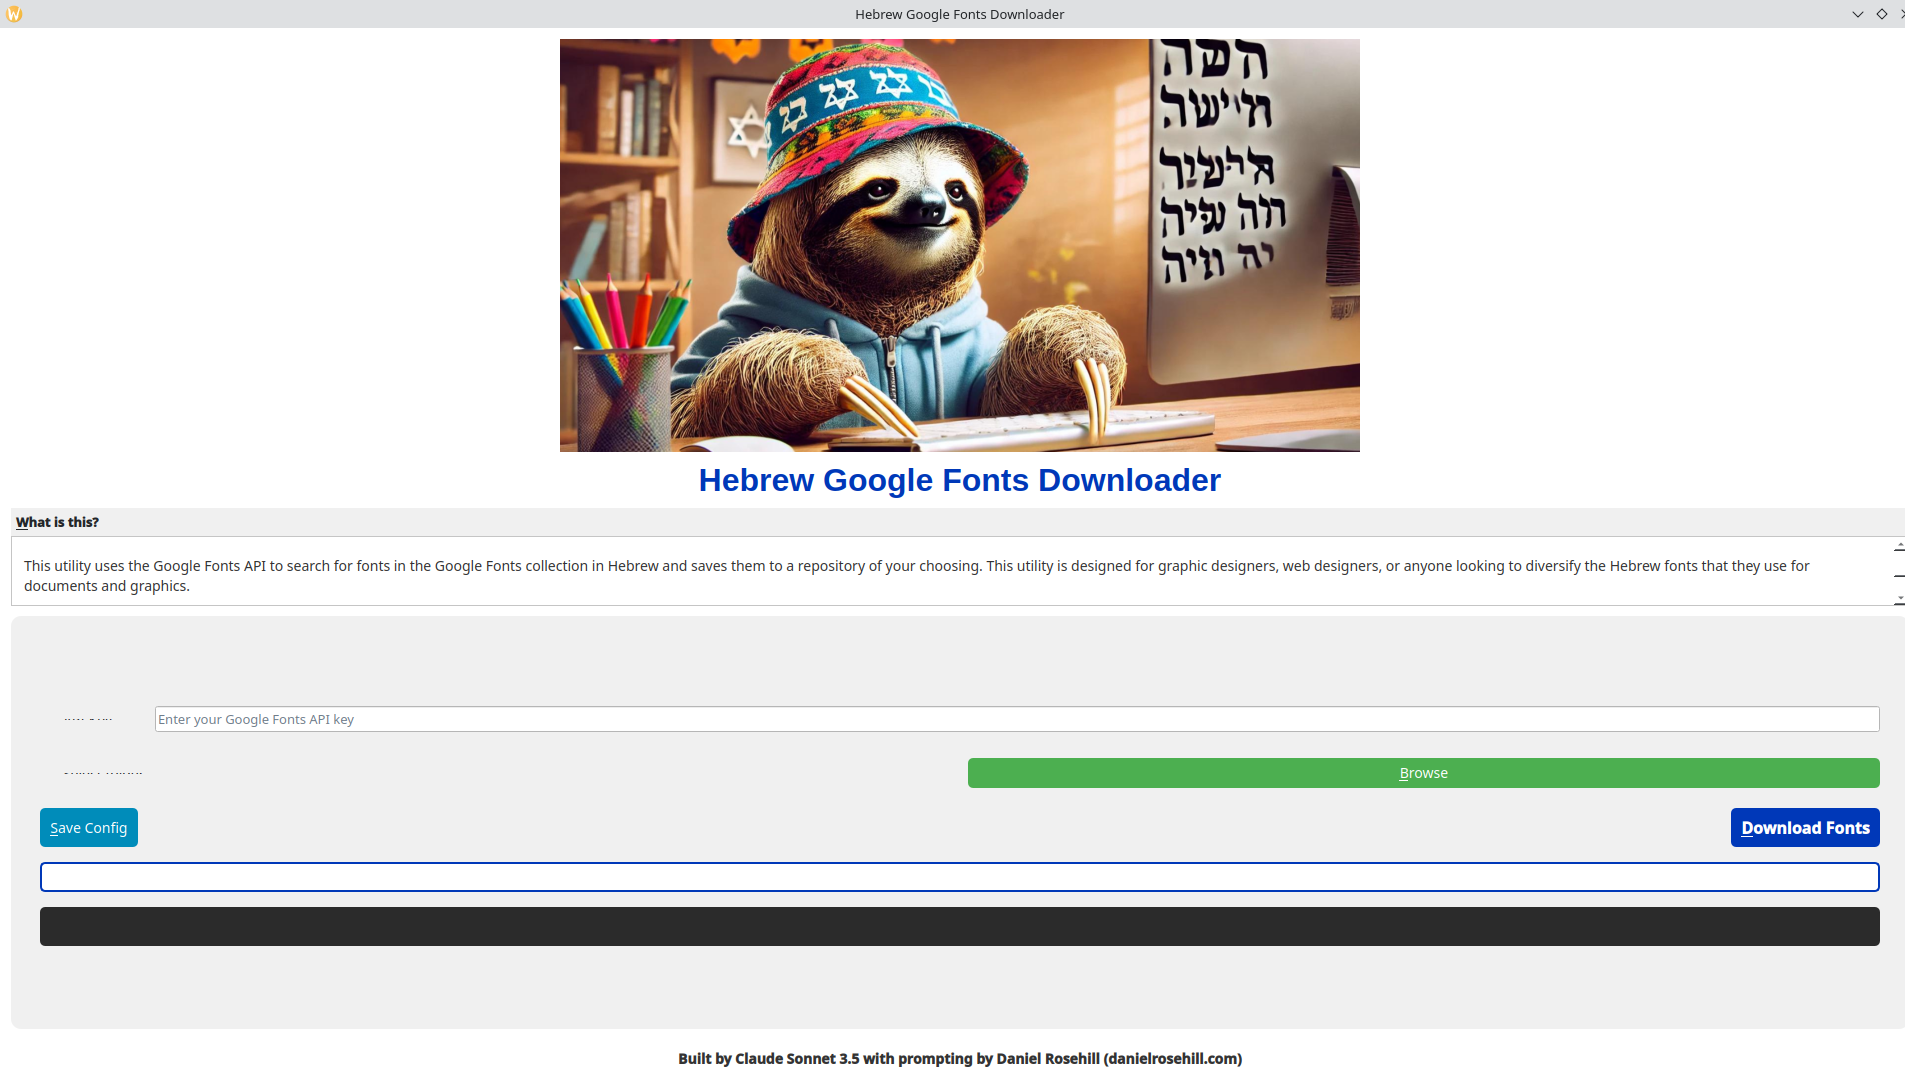 Hebrew Google Fonts Downloader
Hebrew Google Fonts Downloader
What is this?
This utility uses the Google Fonts API to search for fonts in the Google Fonts collection in Hebrew and saves them to a repository of your choosing. This utility is designed for graphic designers, web designers, or anyone looking to diversify the Hebrew fonts that they use for
documents and graphics.
Enter your Google Fonts API key
Browse
Save Config
Download Fonts
Built by Claude Sonnet 3.5 with prompting by Daniel Rosehill (danielrosehill.com)